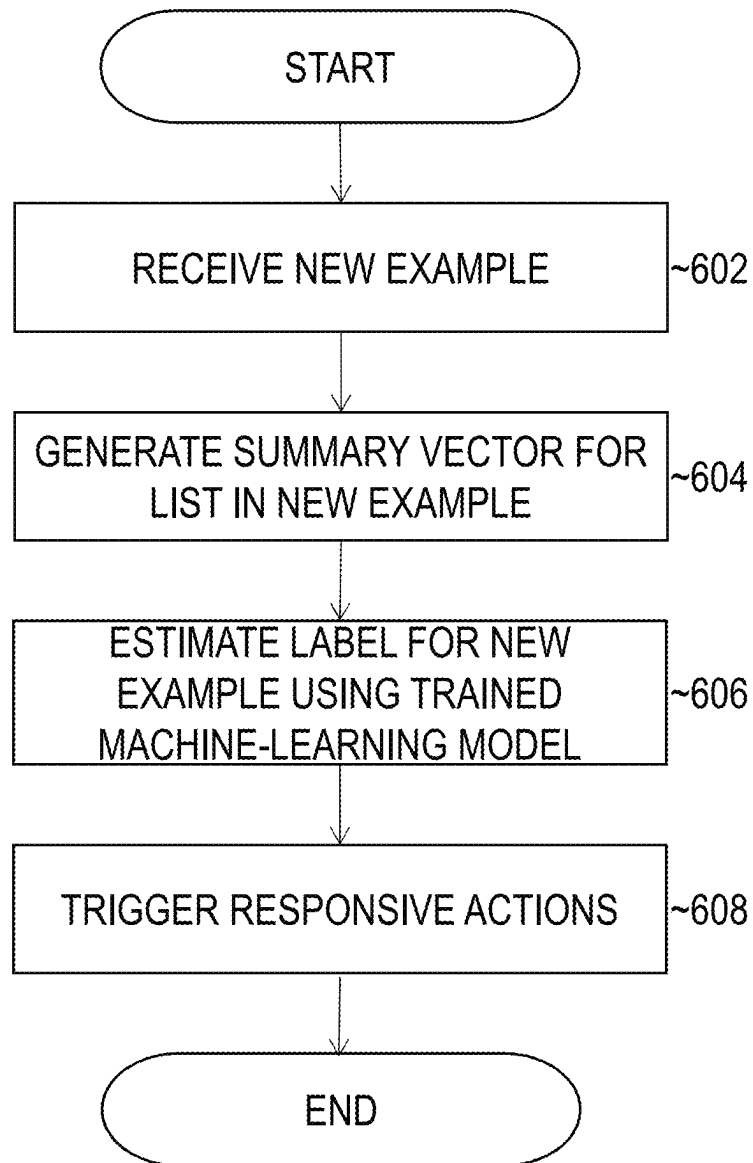 START
RECEIVE NEW EXAMPLE
~602
GENERATE SUMMARY VECTOR FOR
LIST IN NEW EXAMPLE
~604
ESTIMATE LABEL FOR NEW
EXAMPLE USING TRAINED
MACHINE-LEARNING MODEL
~606
TRIGGER RESPONSIVE ACTIONS
~608
END